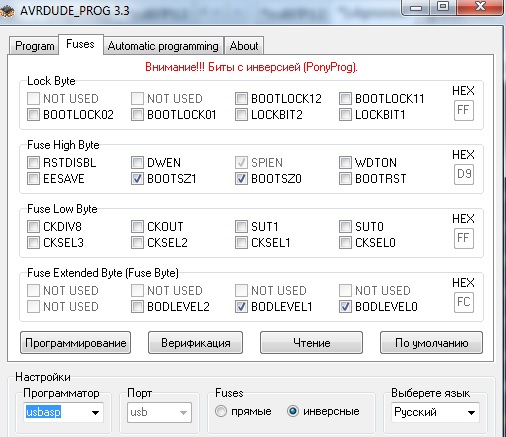 AVRDUDE_PROG 3.3
Program Fuses Automatic programming About
Внимание!!! Биты с инверсией (PonyProg).
Lock Byte HEX
NOT USED NOT USED BOOTLOCK12 BOOTLOCK11 FF
BOOTLOCK02 BOOTLOCK01 LOCKBIT2 LOCKBIT1
Fuse High Byte HEX
RSTDISBL DWEN SPIEN WDTON D9
EESAVE BOOTSZ1 BOOTSZ0 BOOTRST
Fuse Low Byte HEX
CKDIV8 CKOUT SUT1 SUT0 FF
CKSEL3 CKSEL2 CKSEL1 CKSEL0
Fuse Extended Byte (Fuse Byte) HEX
NOT USED NOT USED NOT USED NOT USED FC
NOT USED BODLEVEL2 BODLEVEL1 BODLEVEL0
Программирование Верификация Чтение По умолчанию
Настройки
Программатор Порт Fuses Выберете язык
usbasp usb прямые инверсные Русский